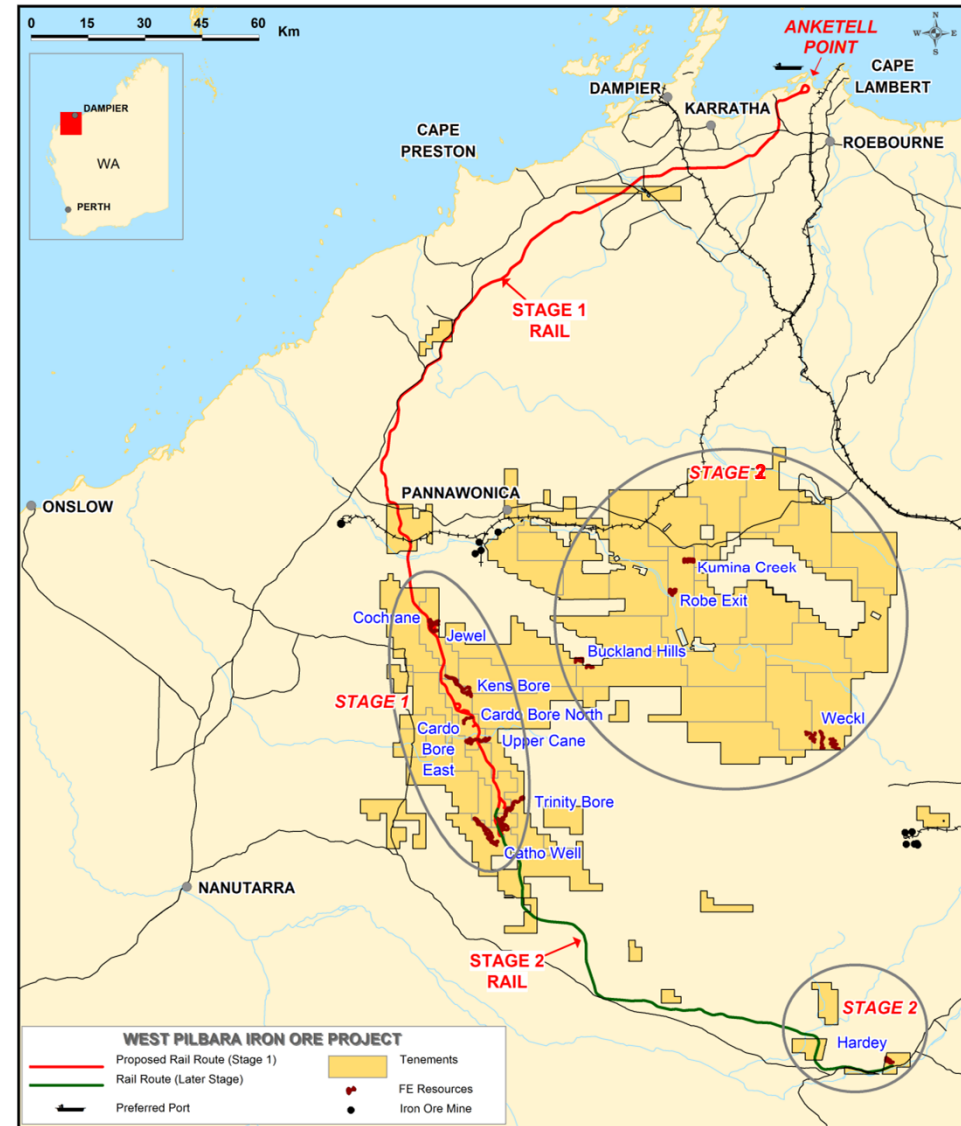 0 15 30 45 60 Km
N
W E
S
ANKETELL
POINT
CAPE
LAMBERT
DAMPIER
KARRATHA
ROEBOURNE
DAMPIER
WA
PERTH
CAPE
PRESTON
STAGE 1
RAIL
STAGE 2
PANNAWONICA
ONSLOW
Kumina Creek
Robe Exit
Cochrane
Jewel
Buckland Hills
Kens Bore
STAGE 1
Cardo Bore North
Cardo
Bore
East
Upper Cane
Weckl
Trinity Bore
Catho Well
NANUTARRA
STAGE 2
RAIL
STAGE 2
Hardey
WEST PILBARA IRON ORE PROJECT
Proposed Rail Route (Stage 1)
Tenements
Rail Route (Later Stage)
FE Resources
Preferred Port
Iron Ore Mine